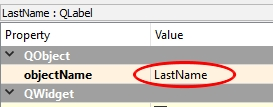 LastName : QLabel
Property Value
QObject
objectName LastName
QWidget